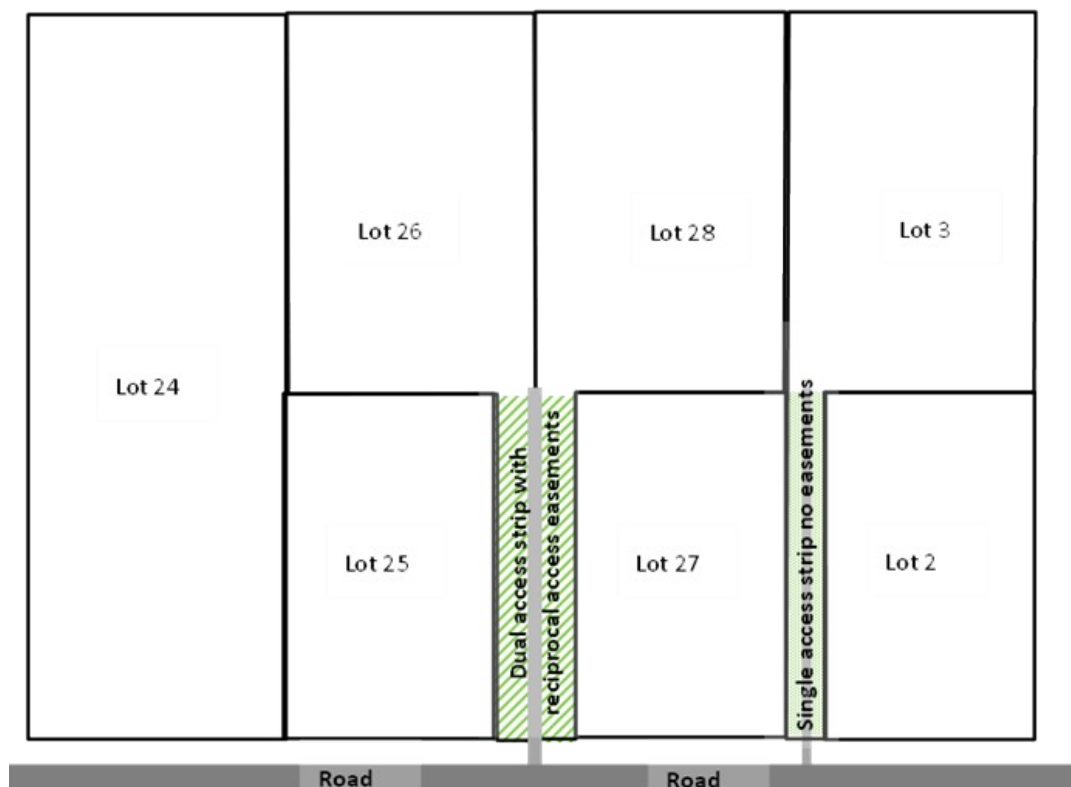 Lot 26
Lot 28
Lot 3
Lot 24
Lot 25
Dual access strip with
reciprocal access easements
Lot 27
Single access strip no easements
Lot 2
Road
Road